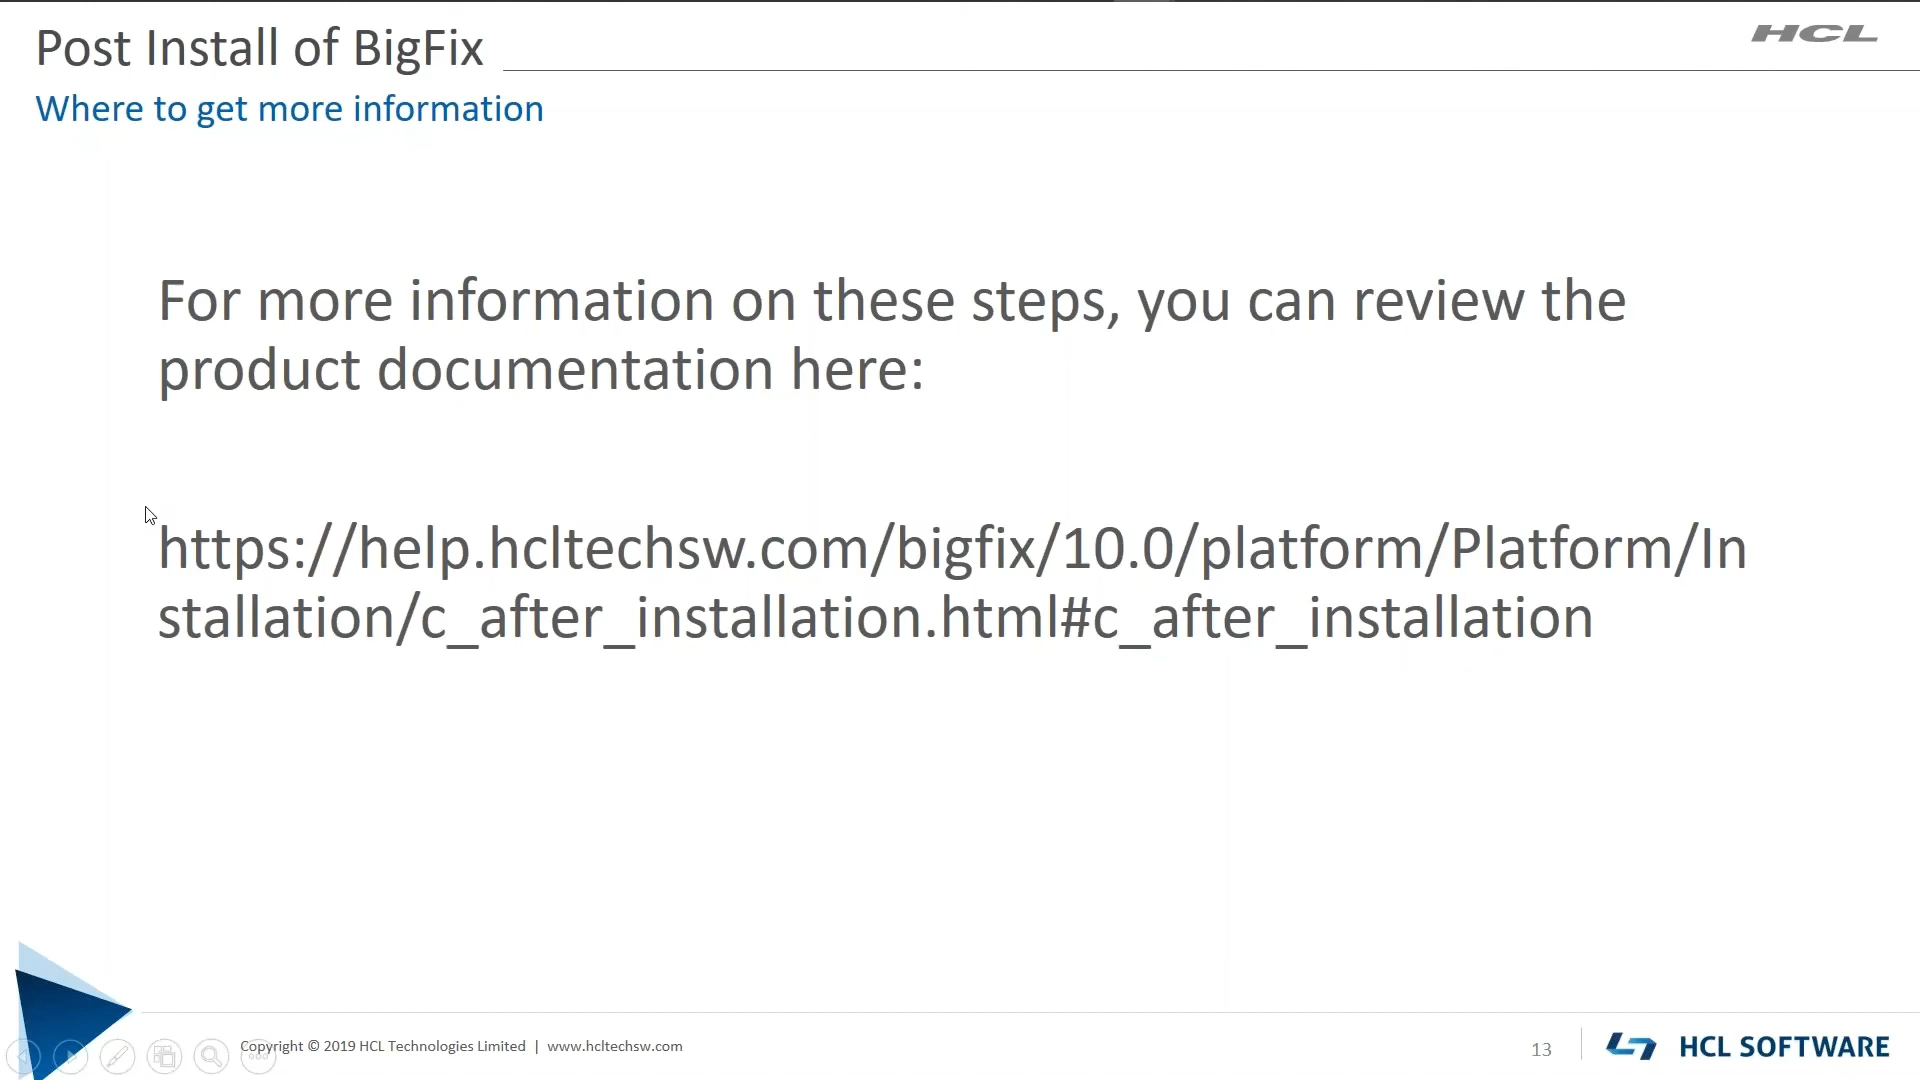 Post Install of BigFix
HCL
Where to get more information
For more information on these steps, you can review the
product documentation here:
https://help.hcltechsw.com/bigfix/10.0/platform/Platform/In
stallation/c_after_installation.html#c_after_installation
Copyright © 2019 HCL Technologies Limited | www.hcltechsw.com
13
HCL SOFTWARE